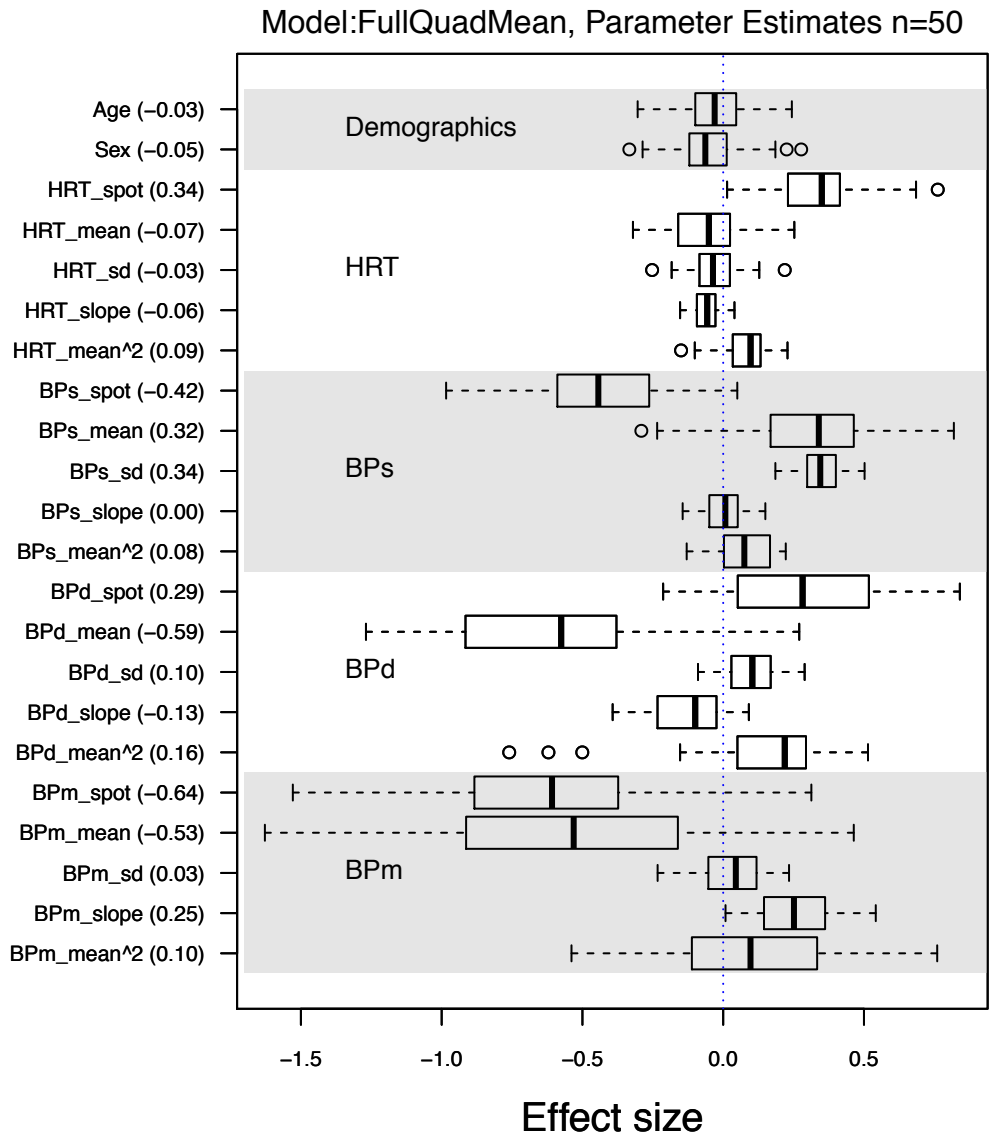 Model:FullQuadMean, Parameter Estimates n=50
Age (−0.03)
Sex (−0.05)
HRT_spot (0.34)
HRT_mean (−0.07)
HRT_sd (−0.03)
HRT_slope (−0.06)
HRT_mean^2 (0.09)
BPs_spot (−0.42)
BPs_mean (0.32)
BPs_sd (0.34)
BPs_slope (0.00)
BPs_mean^2 (0.08)
BPd_spot (0.29)
BPd_mean (−0.59)
BPd_sd (0.10)
BPd_slope (−0.13)
BPd_mean^2 (0.16)
BPm_spot (−0.64)
BPm_mean (−0.53)
BPm_sd (0.03)
BPm_slope (0.25)
BPm_mean^2 (0.10)
Demographics
HRT
BPs
BPd
BPm
−1.5 −1.0 −0.5 0.0 0.5
Effect size